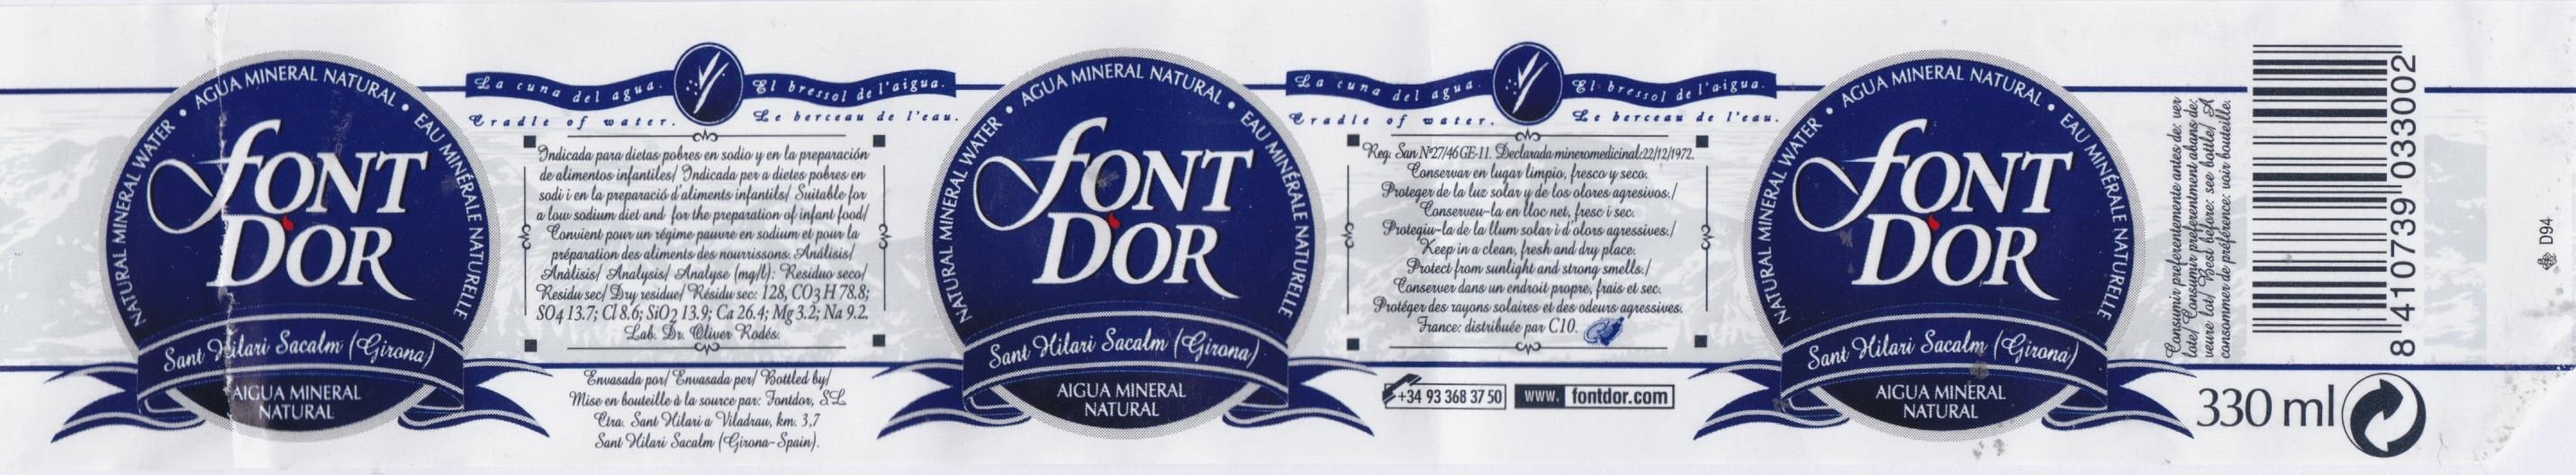 NATURAL MINERAL WATER • AGUA MINERAL NATURAL • EAU MINÉRALE NATURELLE
FONT
D'OR
Sant Hilari Sacalm (Girona)
AIGUA MINERAL
NATURAL
La cuna del agua. El bressol de l'aigua.
Cradle of water. Le berceau de l'eau.
Indicada para dietas pobres en sodio y en la preparación
de alimentos infantiles/ Indicada per a dietes pobres en
sodi i en la preparació d'aliments infantils/ Suitable for
a low sodium diet and for the preparation of infant food/
Convient pour un régime pauvre en sodium et pour la
préparation des aliments des nourrissons. Análisis/
Anàlisis/ Analysis/ Analyse (mg/l): Residuo seco/
Residu sec/ Dry residue/ Résidu sec: 128, CO3 H 78.8;
SO4 13.7; Cl 8.6; SiO2 13.9; Ca 26.4; Mg 3.2; Na 9.2.
Lab. Dr. Oliver Rodés.
Envasada por/ Envasada per/ Bottled by/
Mise en bouteille à la source par: Fontdor, S.L.
Ctra. Sant Hilari a Viladrau, km. 3,7
Sant Hilari Sacalm (Girona-Spain).
NATURAL MINERAL WATER • AGUA MINERAL NATURAL • EAU MINÉRALE NATURELLE
FONT
D'OR
Sant Hilari Sacalm (Girona)
AIGUA MINERAL
NATURAL
La cuna del agua. El bressol de l'aigua.
Cradle of water. Le berceau de l'eau.
Reg. San Nº27/46 GE-11. Declarada mineromedicinal:22/12/1972.
Conservar en lugar limpio, fresco y seco.
Proteger de la luz solar y de los olores agresivos./
Conserveu-la en lloc net, fresc i sec.
Protegiu-la de la llum solar i d'olors agressives./
Keep in a clean, fresh and dry place.
Protect from sunlight and strong smells./
Conserver dans un endroit propre, frais et sec.
Protéger des rayons solaires et des odeurs agressives.
France: distribuée par C10.
+34 93 368 37 50 www. fontdor.com
NATURAL MINERAL WATER • AGUA MINERAL NATURAL • EAU MINÉRALE NATURELLE
FONT
D'OR
Sant Hilari Sacalm (Girona)
AIGUA MINERAL
NATURAL
Consumir preferentemente antes de: ver
lote/ Consumir preferentment abans de:
veure lot/ Best before: see bottle/ A
consommer de préférence: voir bouteille.
8 410739 033002
330 ml
D94